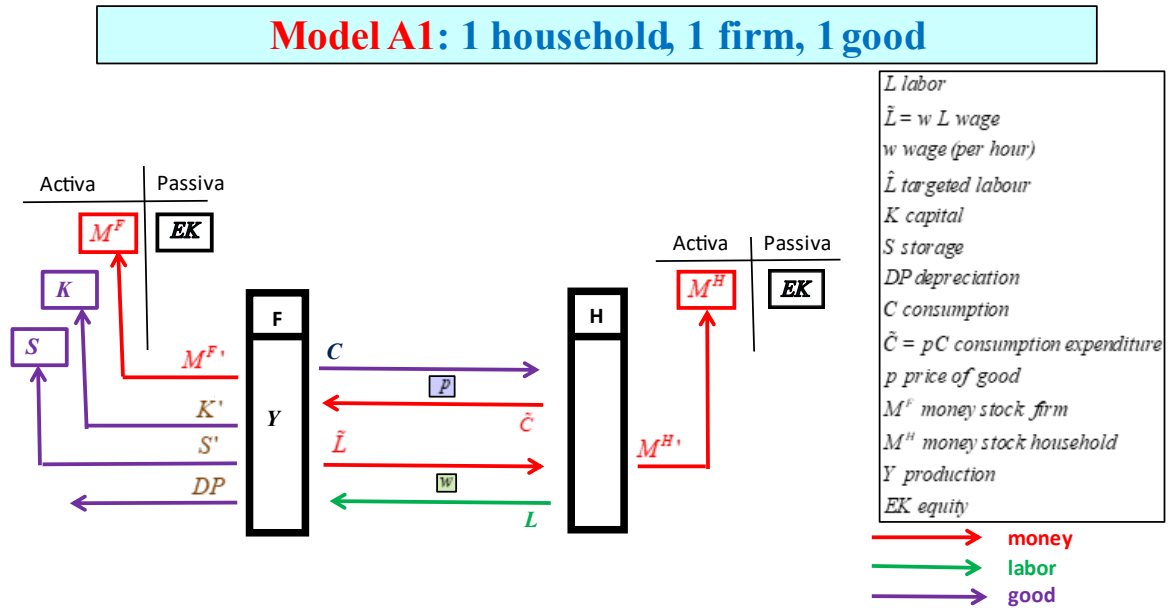 Model A1: 1 household, 1 firm, 1 good
L labor
L̃ = w L wage
w wage (per hour)
L̂ targeted labour
K capital
S storage
DP depreciation
C consumption
C̃ = pC consumption expenditure
p price of good
M^F money stock firm
M^H money stock household
Y production
EK equity
money
labor
good
Activa Passiva
M^F EK
K
S
F
Y
M^F'
K'
S'
DP
C
p
C̃
L̃
w
L
H
M^H'
Activa Passiva
M^H EK